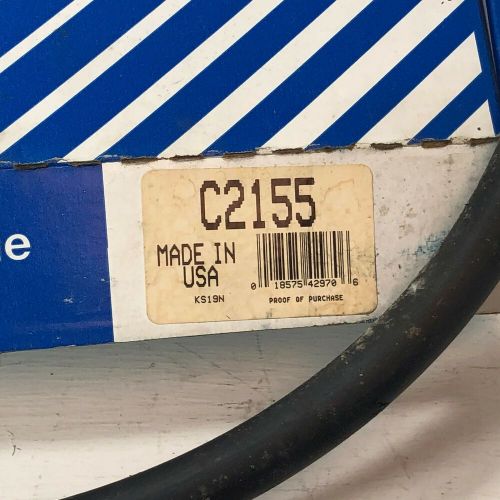 C2155
MADE IN
USA
KS19N
0 18575 42970 6
PROOF OF PURCHASE